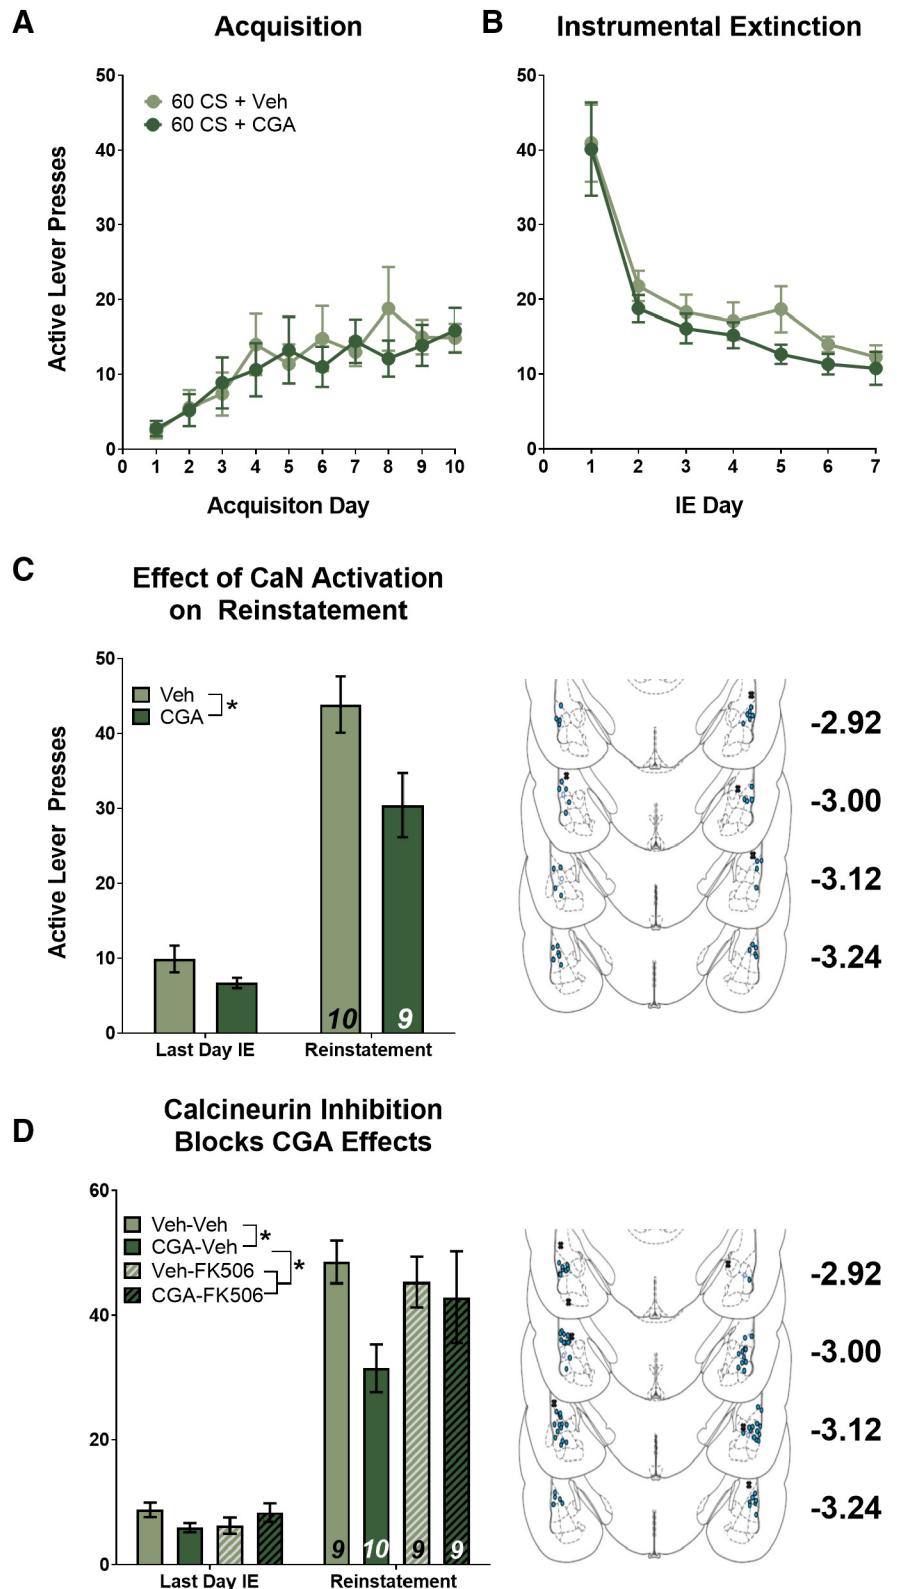 A
Acquisition
50
40
30
20
10
0
Active Lever Presses
60 CS + Veh
60 CS + CGA
0 1 2 3 4 5 6 7 8 9 10
Acquisiton Day
B
Instrumental Extinction
50
40
30
20
10
0
0 1 2 3 4 5 6 7
IE Day
C
Effect of CaN Activation
on Reinstatement
50
40
30
20
10
0
Active Lever Presses
Veh
CGA
*
10 9
Last Day IE Reinstatement
-2.92
-3.00
-3.12
-3.24
D
Calcineurin Inhibition
Blocks CGA Effects
60
40
20
0
Veh-Veh
CGA-Veh
Veh-FK506
CGA-FK506
*
*
9 10 9 9
Last Day IE Reinstatement
-2.92
-3.00
-3.12
-3.24